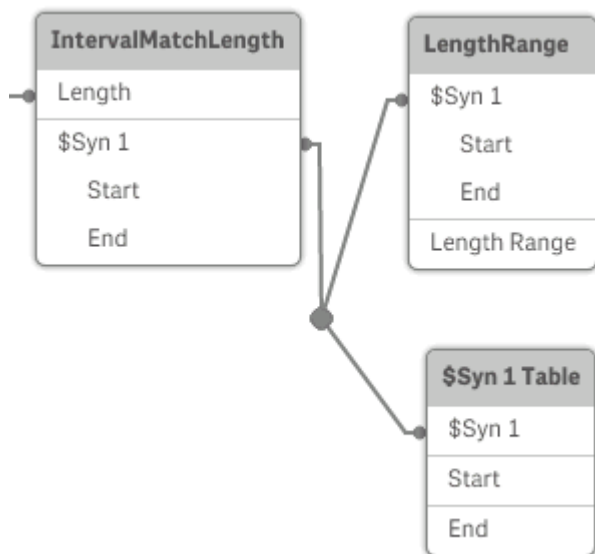 IntervalMatchLength
Length
$Syn 1
Start
End
LengthRange
$Syn 1
Start
End
Length Range
$Syn 1 Table
$Syn 1
Start
End